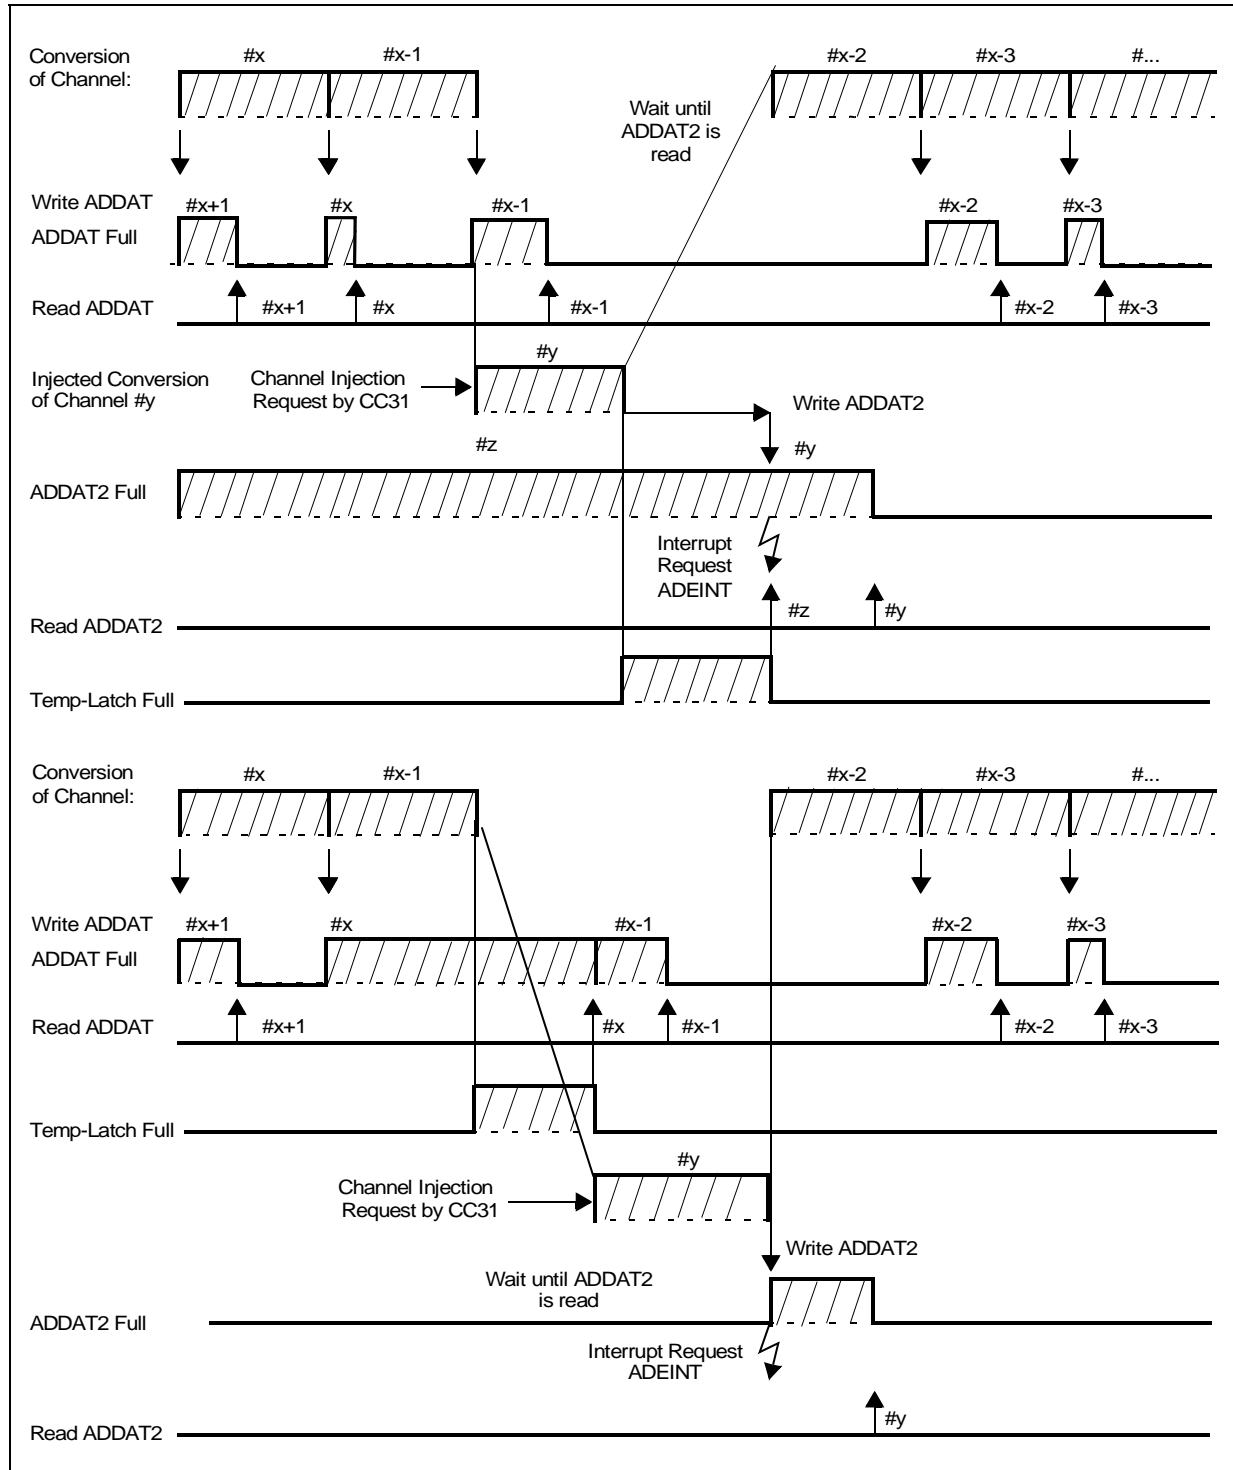 Conversion
of Channel:
#x
#x-1
#x-2
#x-3
#...
Wait until
ADDAT2 is
read
Write ADDAT
#x+1
#x
#x-1
#x-2
#x-3
ADDAT Full
Read ADDAT
#x+1
#x
#x-1
#x-2
#x-3
#y
Injected Conversion
of Channel #y
Channel Injection
Request by CC31
Write ADDAT2
#z
#y
ADDAT2 Full
Interrupt
Request
ADEINT
Read ADDAT2
#z
#y
Temp-Latch Full
Conversion
of Channel:
#x
#x-1
#x-2
#x-3
#...
Write ADDAT
#x+1
#x
#x-1
#x-2
#x-3
ADDAT Full
Read ADDAT
#x+1
#x
#x-1
#x-2
#x-3
Temp-Latch Full
#y
Channel Injection
Request by CC31
Write ADDAT2
Wait until ADDAT2
is read
ADDAT2 Full
Interrupt Request
ADEINT
Read ADDAT2
#y